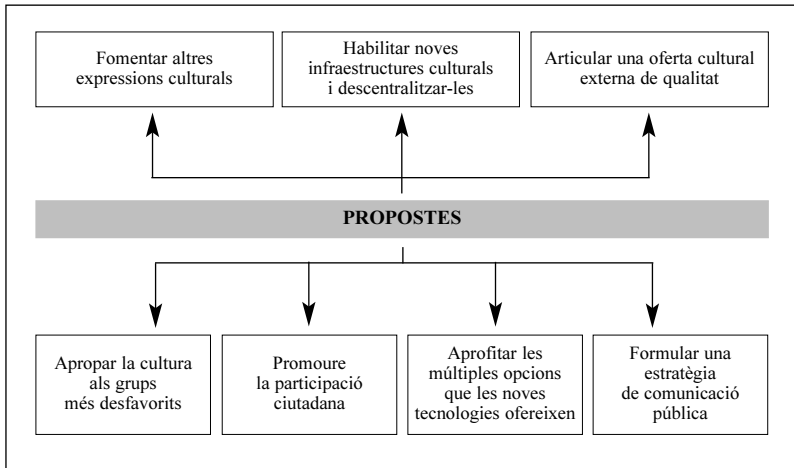 Fomentar altres
expressions culturals
Habilitar noves
infraestructures culturals
i descentralitzar-les
Articular una oferta cultural
externa de qualitat
PROPOSTES
Apropar la cultura
als grups
més desfavorits
Promoure
la participació
ciutadana
Aprofitar les
múltiples opcions
que les noves
tecnologies ofereixen
Formular una
estratègia
de comunicació
pública